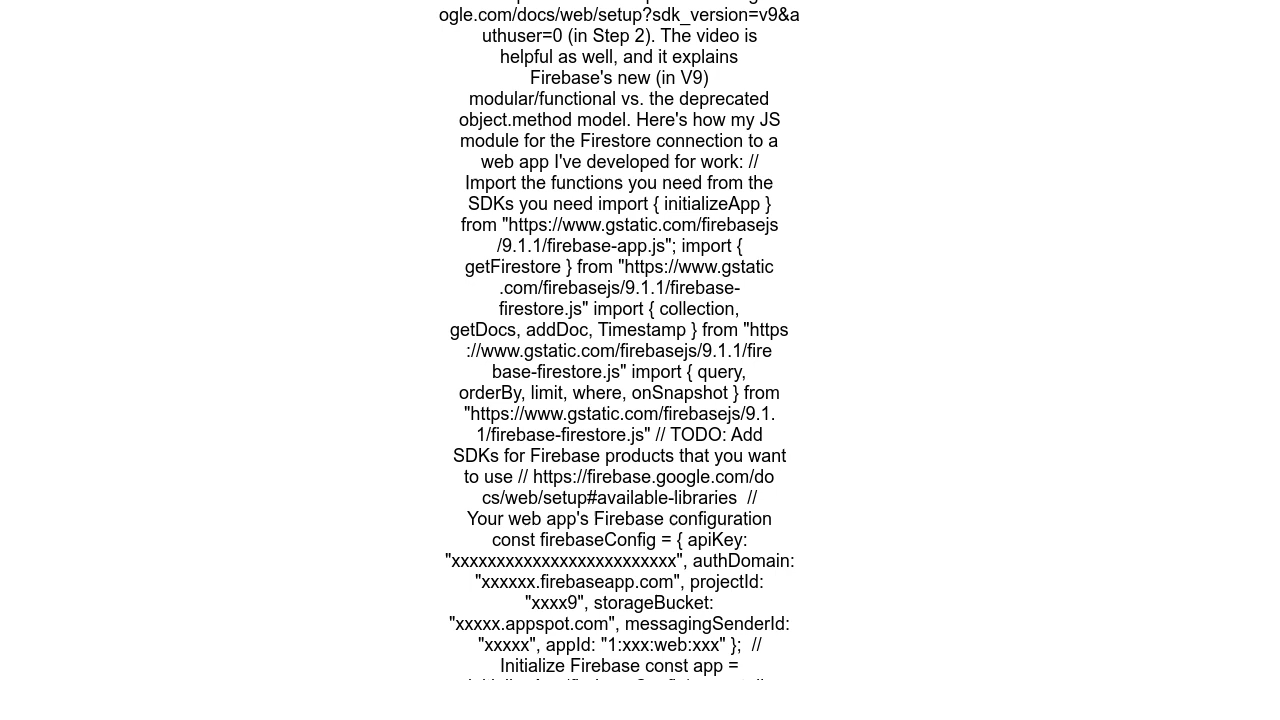 ogle.com/docs/web/setup?sdk_version=v9&a
uthuser=0 (in Step 2). The video is
helpful as well, and it explains
Firebase's new (in V9)
modular/functional vs. the deprecated
object.method model. Here's how my JS
module for the Firestore connection to a
web app I've developed for work: //
Import the functions you need from the
SDKs you need import { initializeApp }
from "https://www.gstatic.com/firebasejs
/9.1.1/firebase-app.js"; import {
getFirestore } from "https://www.gstatic
.com/firebasejs/9.1.1/firebase-
firestore.js" import { collection,
getDocs, addDoc, Timestamp } from "https
://www.gstatic.com/firebasejs/9.1.1/fire
base-firestore.js" import { query,
orderBy, limit, where, onSnapshot } from
"https://www.gstatic.com/firebasejs/9.1.
1/firebase-firestore.js" // TODO: Add
SDKs for Firebase products that you want
to use // https://firebase.google.com/do
cs/web/setup#available-libraries  //
Your web app's Firebase configuration
const firebaseConfig = { apiKey:
"xxxxxxxxxxxxxxxxxxxxxxxxx", authDomain:
"xxxxxx.firebaseapp.com", projectId:
"xxxx9", storageBucket:
"xxxxx.appspot.com", messagingSenderId:
"xxxxx", appId: "1:xxx:web:xxx" };  //
Initialize Firebase const app =